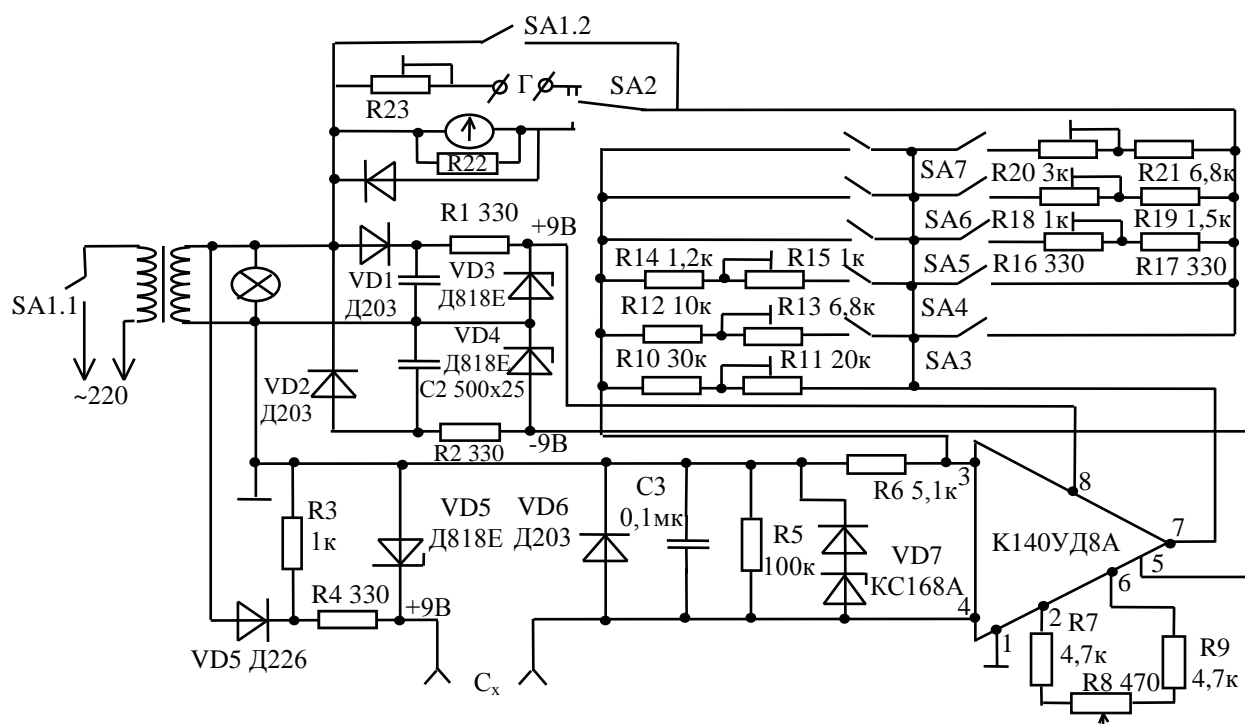 SA1.2
R23
Г
SA2
R22
SA7
R20 3к
R21 6,8к
R1 330
+9В
SA6
R18 1к
R19 1,5к
R14 1,2к
R15 1к
SA5
R16 330
R17 330
SA1.1
VD1
Д203
VD3
Д818Е
R12 10к
R13 6,8к
SA4
VD4
Д818Е
R10 30к
R11 20к
SA3
~220
VD2
Д203
С2 500х25
R2 330
-9В
R3
1к
VD5
Д818Е
VD6
Д203
С3
0,1мк
R5
100к
R6 5,1к
3
8
VD7
КС168А
К140УД8А
7
5
6
R4 330
+9В
4
1
2
R7
4,7к
R9
4,7к
VD5 Д226
Сx
R8 470